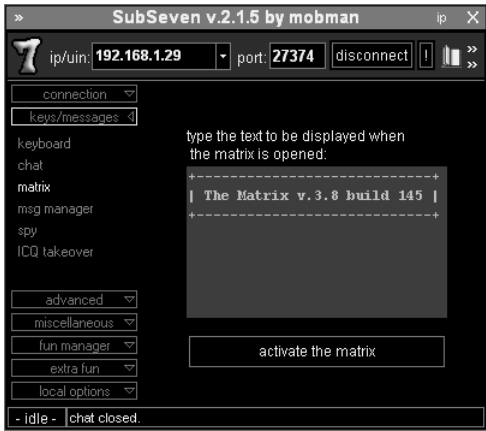 » SubSeven v.2.1.5 by mobman ip X
ip/uin: 192.168.1.29 port: 27374 disconnect ! »
»
connection
keys/messages
keyboard
chat
matrix
msg manager
spy
ICQ takeover
advanced
miscellaneous
fun manager
extra fun
local options
type the text to be displayed when
the matrix is opened:
+----------------------------+
| The Matrix v.3.8 build 145 |
+----------------------------+
activate the matrix
- idle - chat closed.